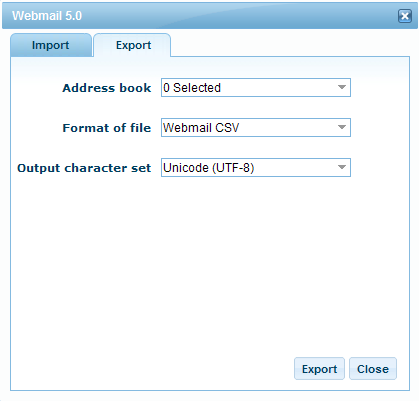 Webmail 5.0
Import
Export
Address book
0 Selected
Format of file
Webmail CSV
Output character set
Unicode (UTF-8)
Export
Close